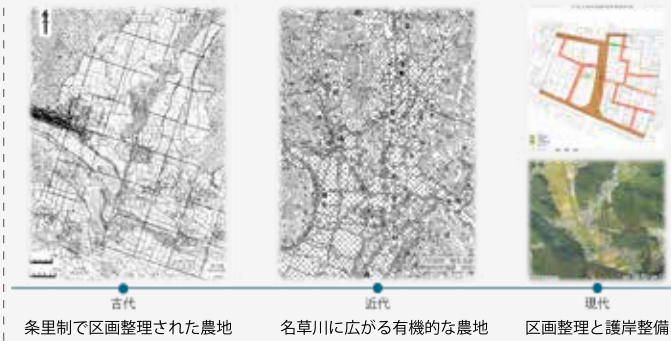 古代
近代
現代
条里制で区画整理された農地
名草川に広がる有機的な農地
区画整理と護岸整備